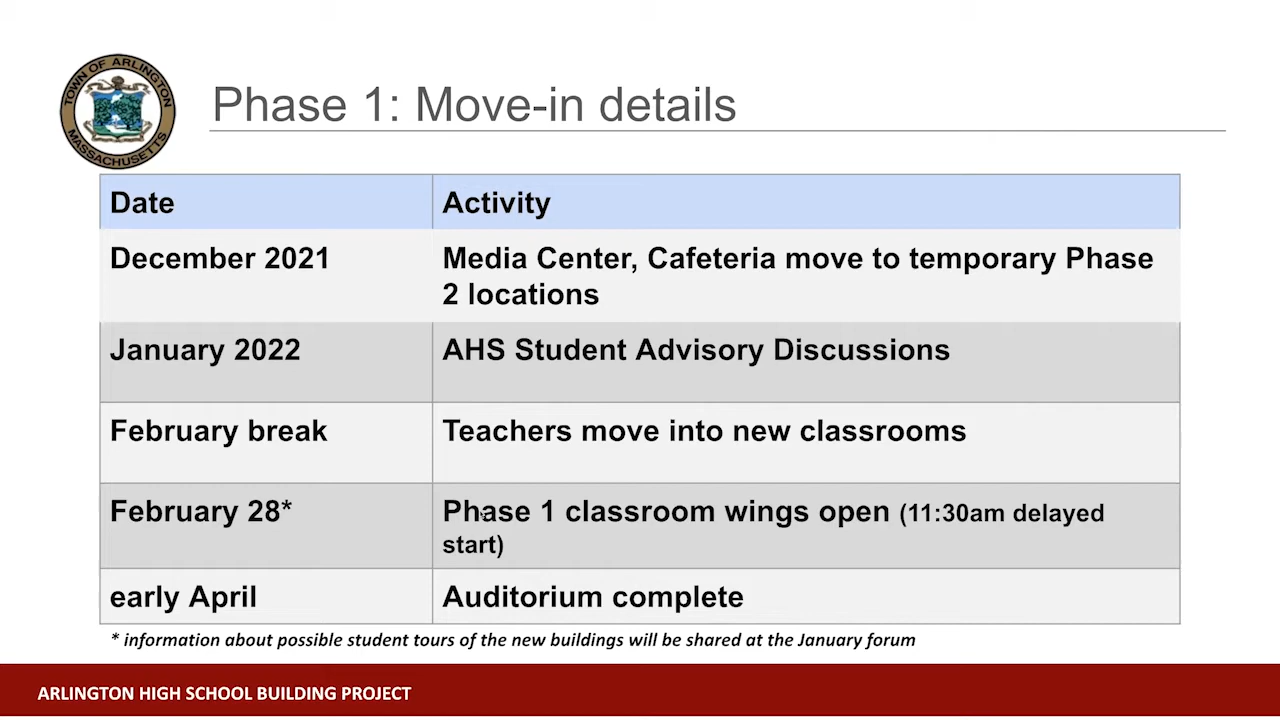 TOWN OF ARLINGTON
MASSACHUSETTS
Phase 1: Move-in details
Date
Activity
December 2021
Media Center, Cafeteria move to temporary Phase
2 locations
January 2022
AHS Student Advisory Discussions
February break
Teachers move into new classrooms
February 28*
Phase 1 classroom wings open (11:30am delayed
start)
early April
Auditorium complete
* information about possible student tours of the new buildings will be shared at the January forum
ARLINGTON HIGH SCHOOL BUILDING PROJECT